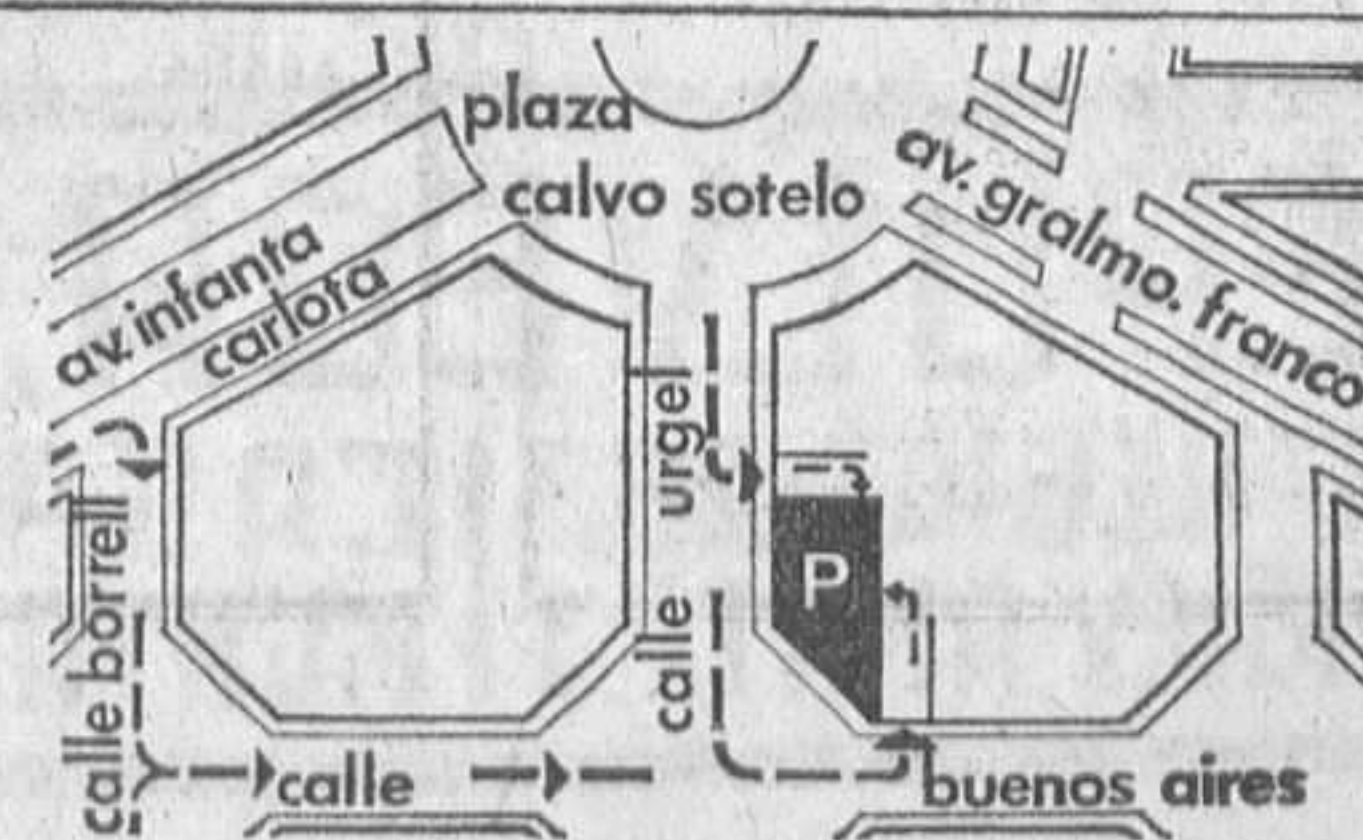 plaza
calvo sotelo
av. gralmo. franco
av. infanta
carlota
calle urgel
P
calle borrell
calle buenos aires